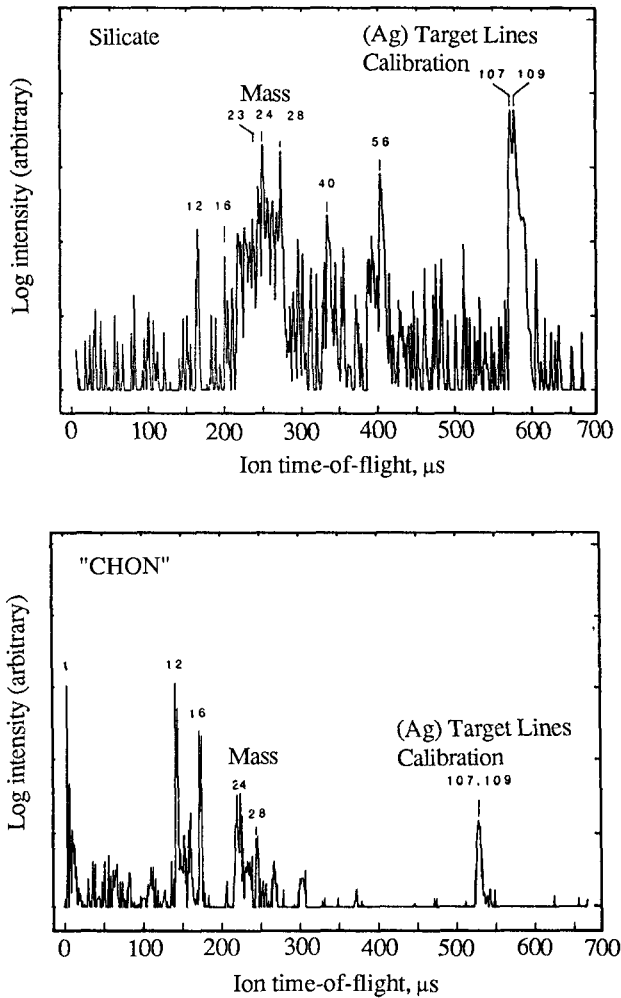 Silicate
(Ag) Target Lines
Calibration
107 109
Mass
23 24 28
56
40
12 16
Log intensity (arbitrary)
0 100 200 300 400 500 600 700
Ion time-of-flight, μs
"CHON"
1
12
16
(Ag) Target Lines
Calibration
107,109
Mass
24
28
Log intensity (arbitrary)
0 100 200 300 400 500 600 700
Ion time-of-flight, μs